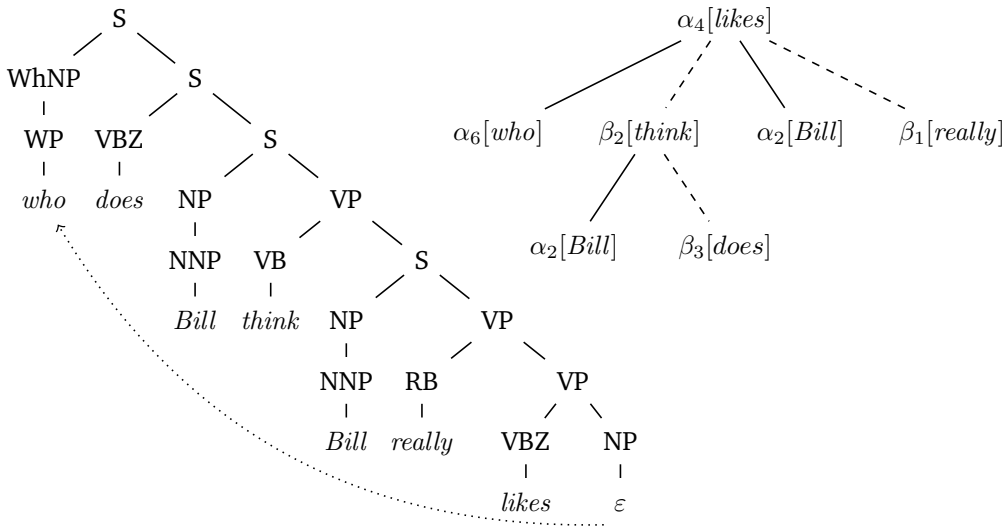 S α₄[likes]
WhNP S
WP VBZ S α₆[who] β₂[think] α₂[Bill] β₁[really]
who does NP VP
NNP VB S α₂[Bill] β₃[does]
Bill think NP VP
NNP RB VP
Bill really VBZ NP
likes ε